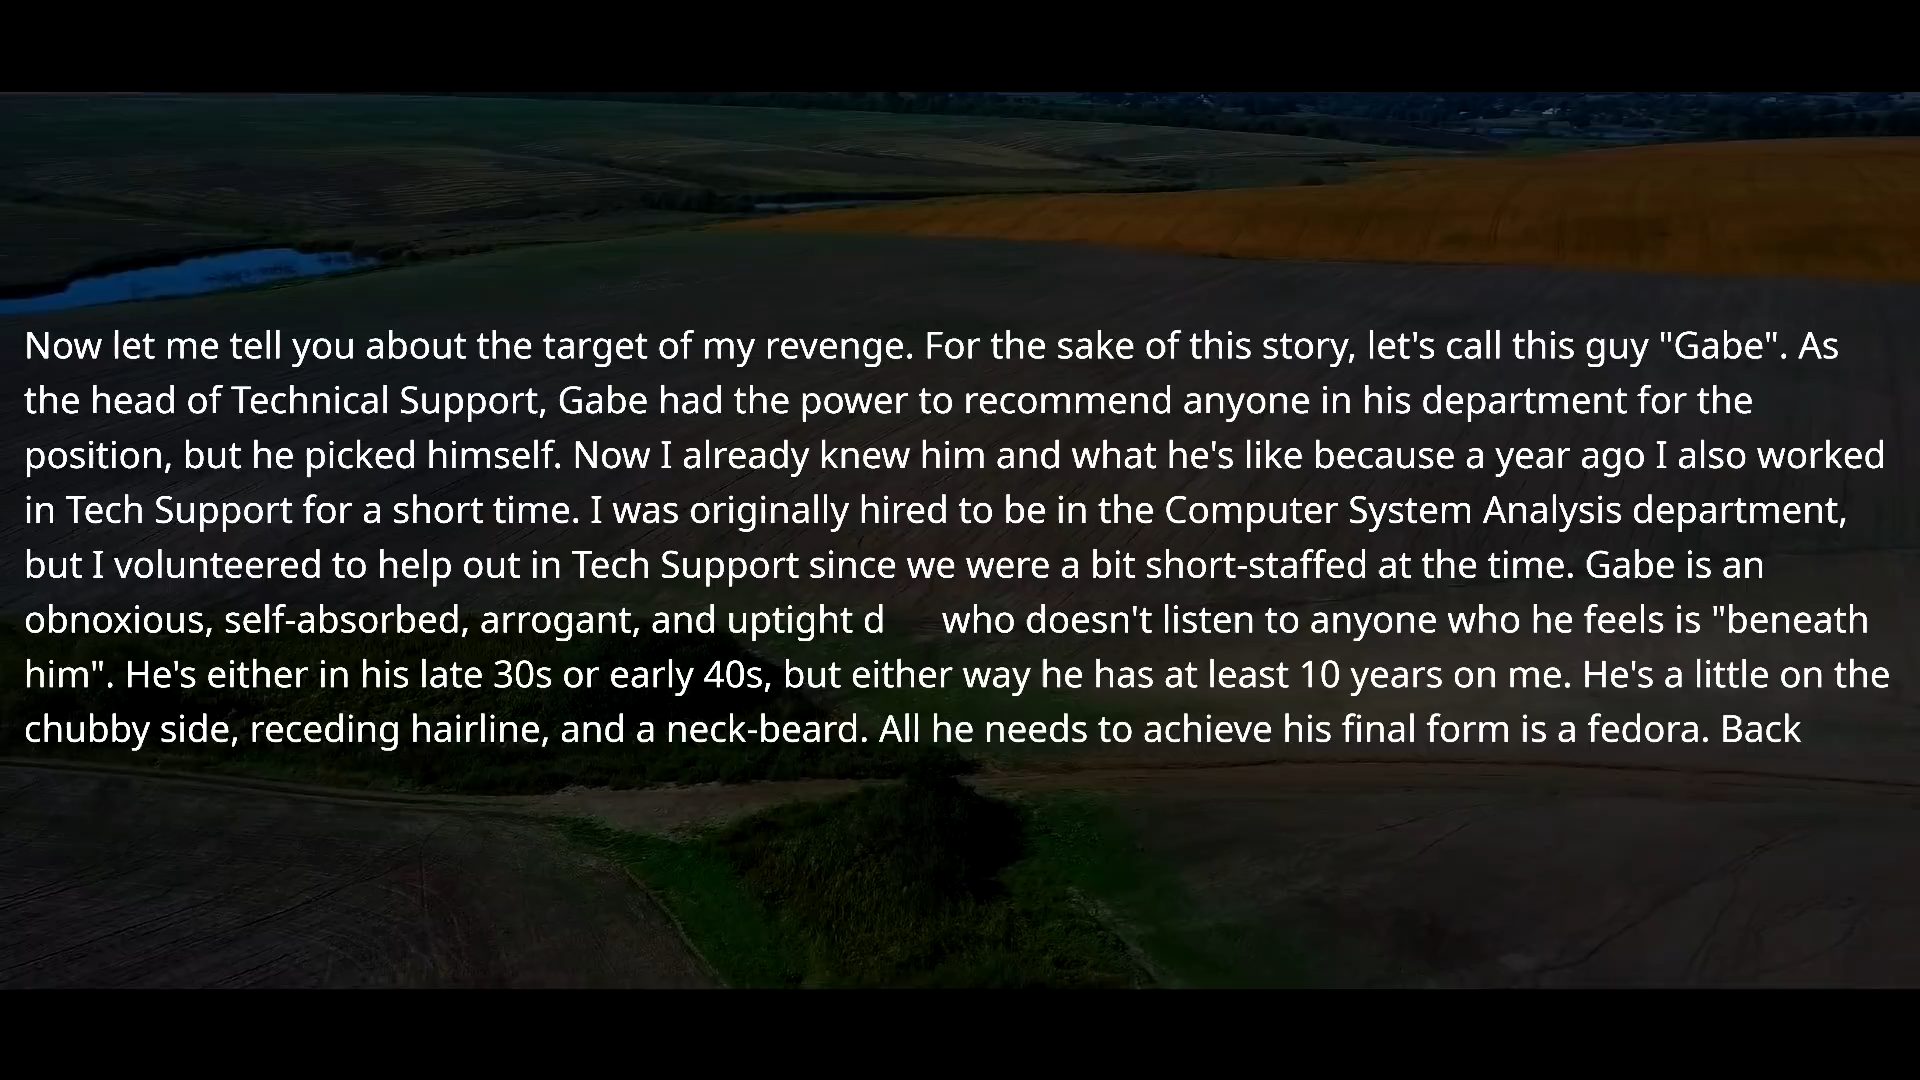 Now let me tell you about the target of my revenge. For the sake of this story, let's call this guy "Gabe". As
the head of Technical Support, Gabe had the power to recommend anyone in his department for the
position, but he picked himself. Now I already knew him and what he's like because a year ago I also worked
in Tech Support for a short time. I was originally hired to be in the Computer System Analysis department,
but I volunteered to help out in Tech Support since we were a bit short-staffed at the time. Gabe is an
obnoxious, self-absorbed, arrogant, and uptight d who doesn't listen to anyone who he feels is "beneath
him". He's either in his late 30s or early 40s, but either way he has at least 10 years on me. He's a little on the
chubby side, receding hairline, and a neck-beard. All he needs to achieve his final form is a fedora. Back